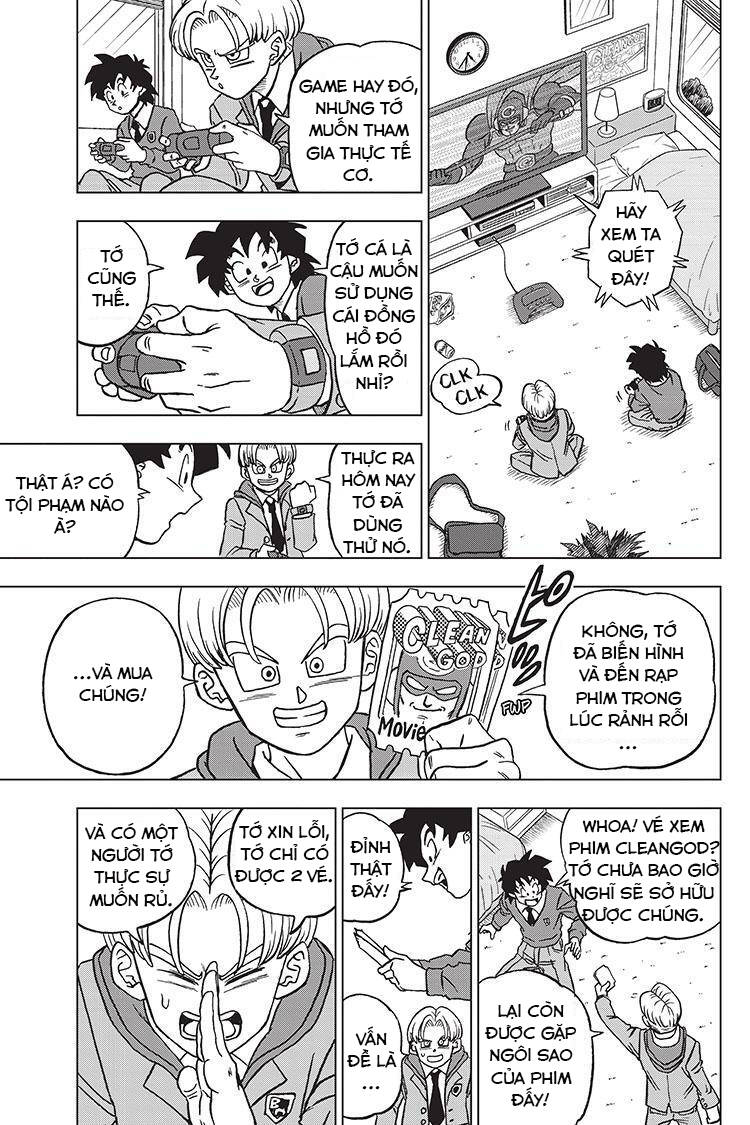 HÃY
XEM TA
QUÉT
ĐÂY!
CLK
CLK
GAME HAY ĐÓ,
NHƯNG TỚ
MUỐN THAM
GIA THỰC TẾ
CƠ.
TỚ CÁ LÀ
CẬU MUỐN
SỬ DỤNG
CÁI ĐỒNG
HỒ ĐÓ
LẮM RỒI
NHỈ?
TỚ
CŨNG
THẾ.
THỰC RA
HÔM NAY
TỚ ĐÃ
DÙNG
THỬ NÓ.
THẬT Á? CÓ
TỘI PHẠM NÀO
À?
KHÔNG, TỚ
ĐÃ BIẾN HÌNH
VÀ ĐẾN RẠP
PHIM TRONG
LÚC RẢNH RỖI
...
FWP
CLEAN
GOD
MOVIE
...VÀ MUA
CHÚNG!
WHOA! VÉ XEM
PHIM CLEANGOD?
TỚ CHƯA BAO GIỜ
NGHĨ SẼ SỞ HỮU
ĐƯỢC CHÚNG.
LẠI CÒN
ĐƯỢC GẶP
NGÔI SAO
CỦA PHIM
ĐẤY!
ĐỈNH
THẬT
ĐẤY!
VẤN
ĐỀ LÀ
...
TỚ XIN LỖI,
TỚ CHỈ CÓ
ĐƯỢC 2 VÉ.
VÀ CÓ MỘT
NGƯỜI TỚ
THỰC SỰ
MUỐN RỦ.